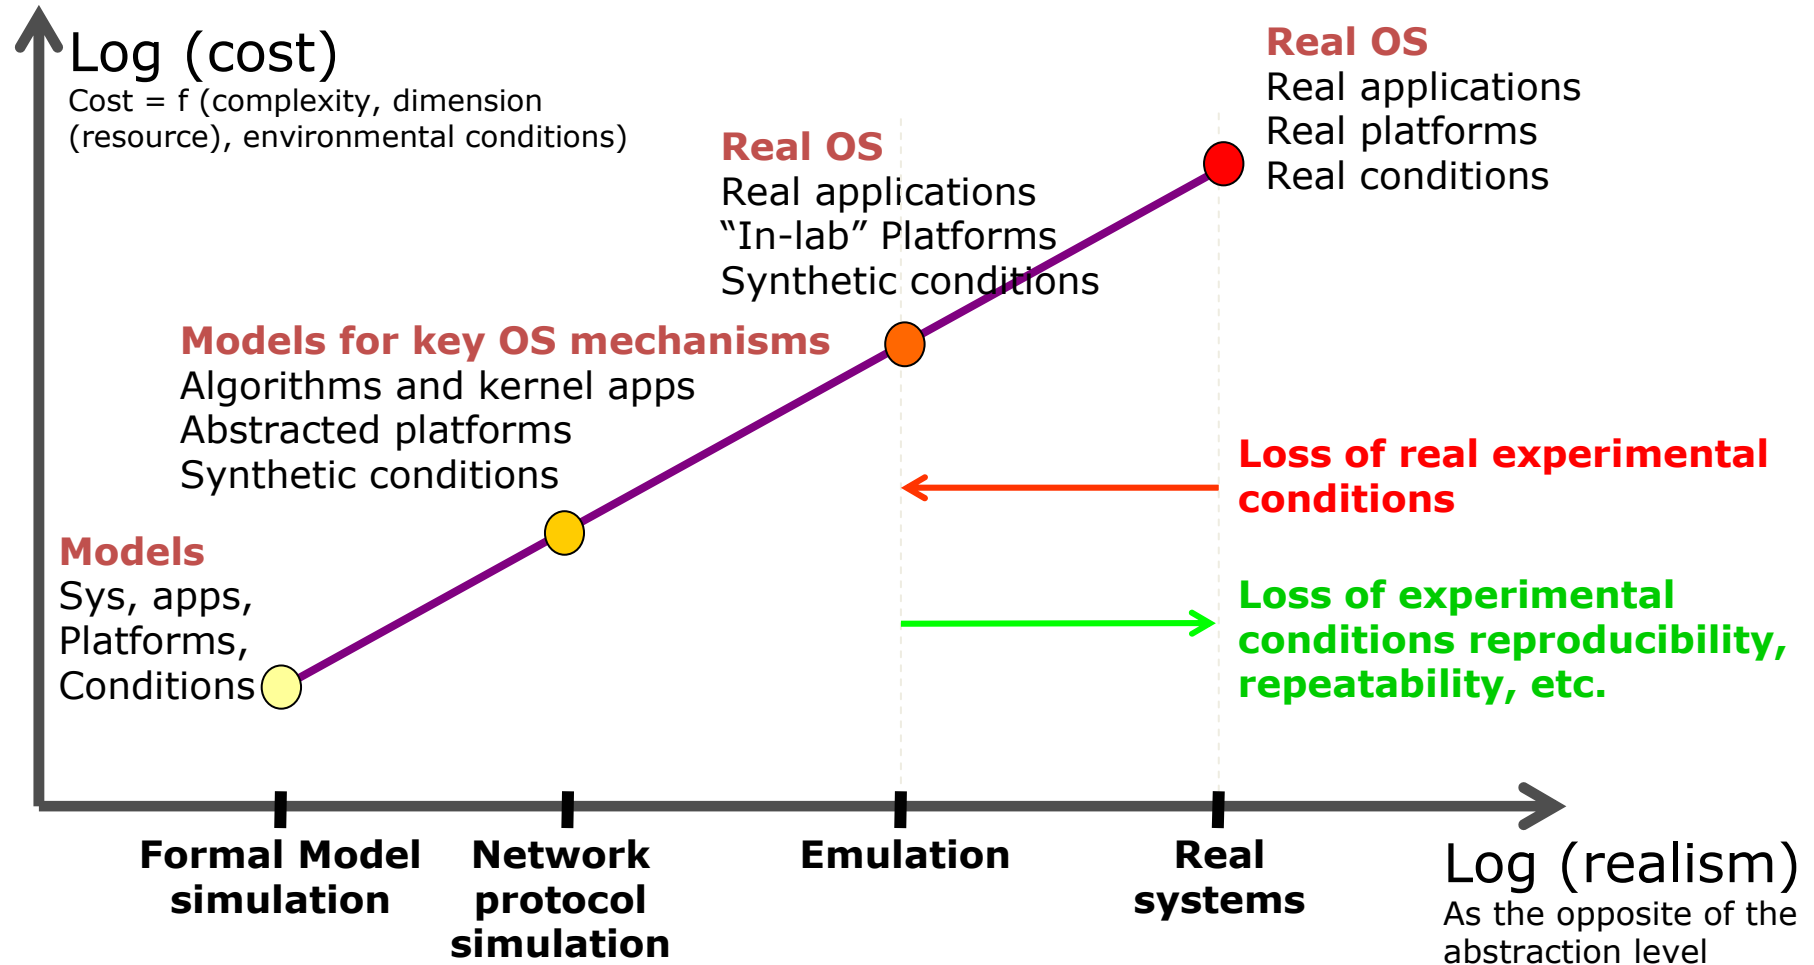 Log (cost)
Cost = f (complexity, dimension
(resource), environmental conditions)
Real OS
Real applications
Real platforms
Real conditions
Real OS
Real applications
“In-lab” Platforms
Synthetic conditions
Models for key OS mechanisms
Algorithms and kernel apps
Abstracted platforms
Synthetic conditions
Models
Sys, apps,
Platforms,
Conditions
Loss of real experimental
conditions
Loss of experimental
conditions reproducibility,
repeatability, etc.
Formal Model
simulation
Network
protocol
simulation
Emulation
Real
systems
Log (realism)
As the opposite of the
abstraction level